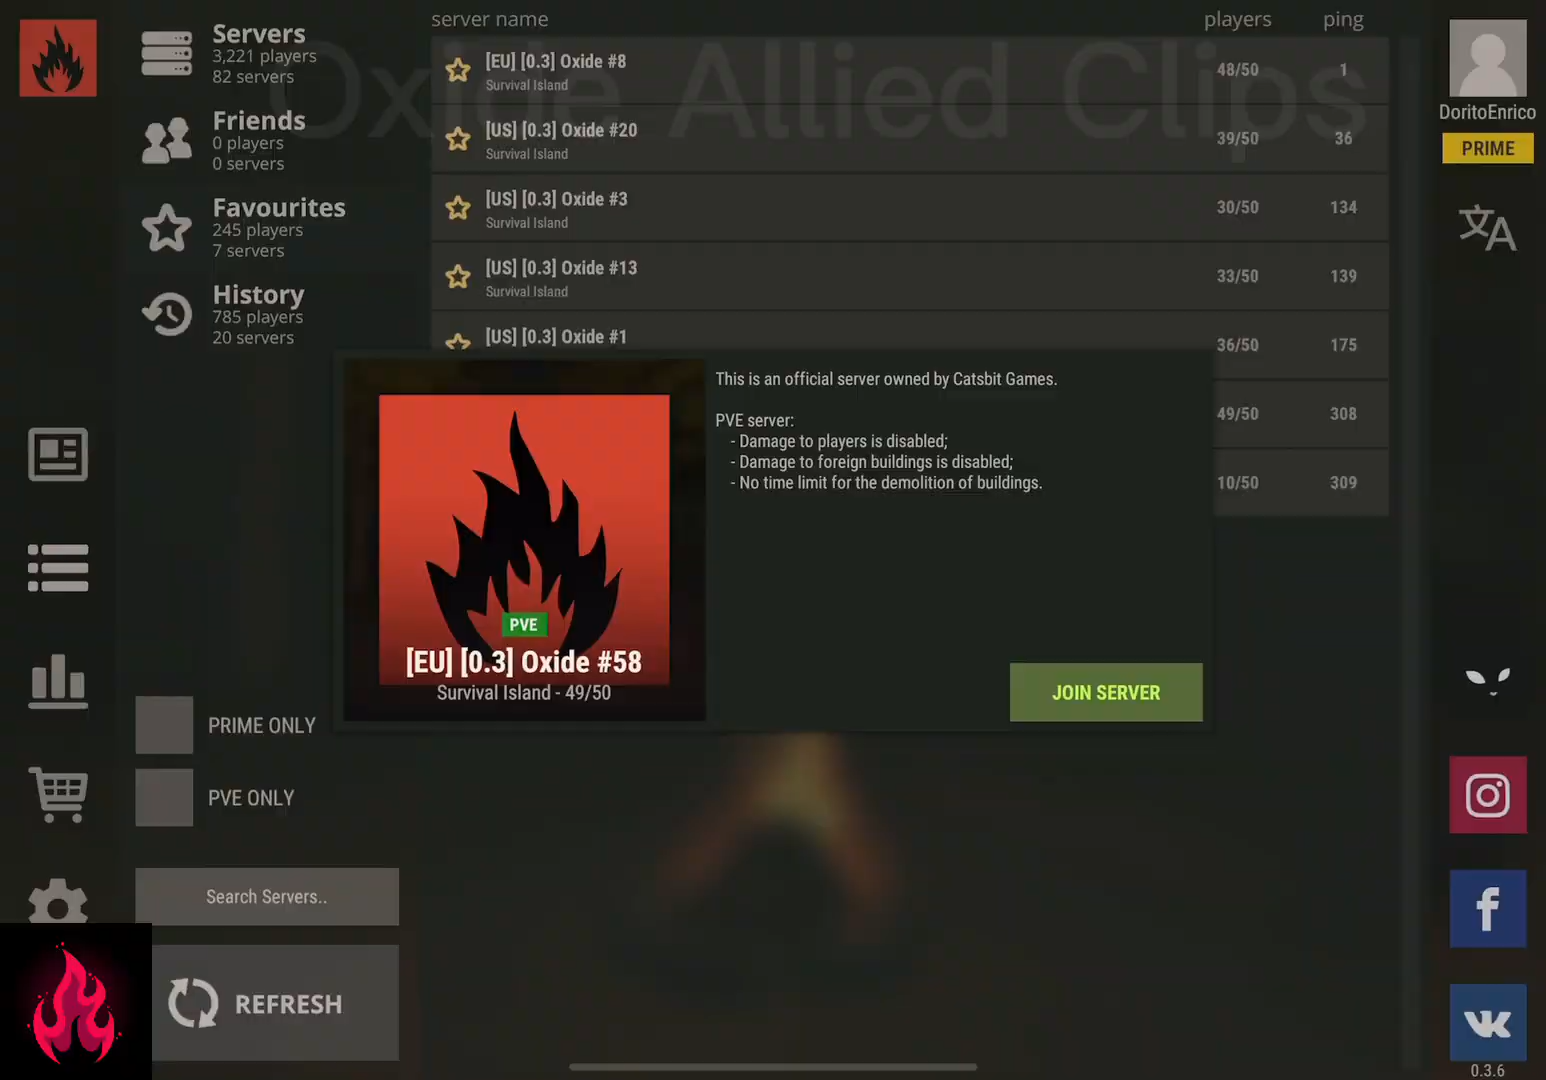 Oxide Allied Clips
server name players ping
Servers
3,221 players
82 servers
Friends
0 players
0 servers
Favourites
245 players
7 servers
History
785 players
20 servers
[EU] [0.3] Oxide #8 48/50 1
Survival Island
[US] [0.3] Oxide #20 39/50 36
Survival Island
[US] [0.3] Oxide #3 30/50 134
Survival Island
[US] [0.3] Oxide #13 33/50 139
Survival Island
[US] [0.3] Oxide #1 36/50 175
49/50 308
10/50 309
DoritoEnrico
PRIME
文A
This is an official server owned by Catsbit Games.
PVE server:
- Damage to players is disabled;
- Damage to foreign buildings is disabled;
- No time limit for the demolition of buildings.
PVE
[EU] [0.3] Oxide #58
Survival Island - 49/50
JOIN SERVER
PRIME ONLY
PVE ONLY
Search Servers..
REFRESH
0.3.6